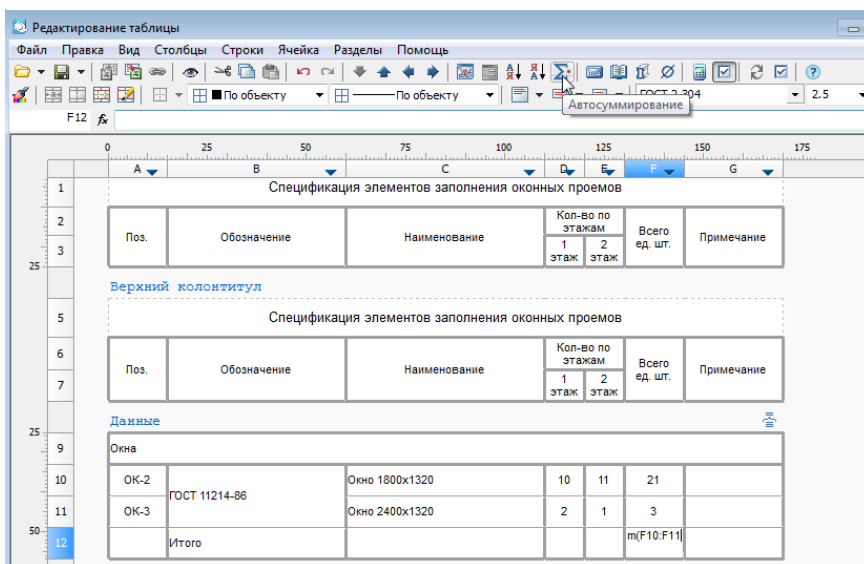 Редактирование таблицы
Файл Правка Вид Столбцы Строки Ячейка Разделы Помощь
По объекту По объекту ГОСТ 2.304 2.5
Автосуммирование
F12 fx
0 25 50 75 100 125 150 175
A B C D E F G
1 Спецификация элементов заполнения оконных проемов
2 Поз. Обозначение Наименование Кол-во по этажам Всего ед. шт. Примечание
3 1 этаж 2 этаж
25
Верхний колонтитул
5 Спецификация элементов заполнения оконных проемов
6 Поз. Обозначение Наименование Кол-во по этажам Всего ед. шт. Примечание
7 1 этаж 2 этаж
Данные
25
9 Окна
10 ОК-2 ГОСТ 11214-86 Окно 1800x1320 10 11 21
11 ОК-3 Окно 2400x1320 2 1 3
50
12 Итого m(F10:F11